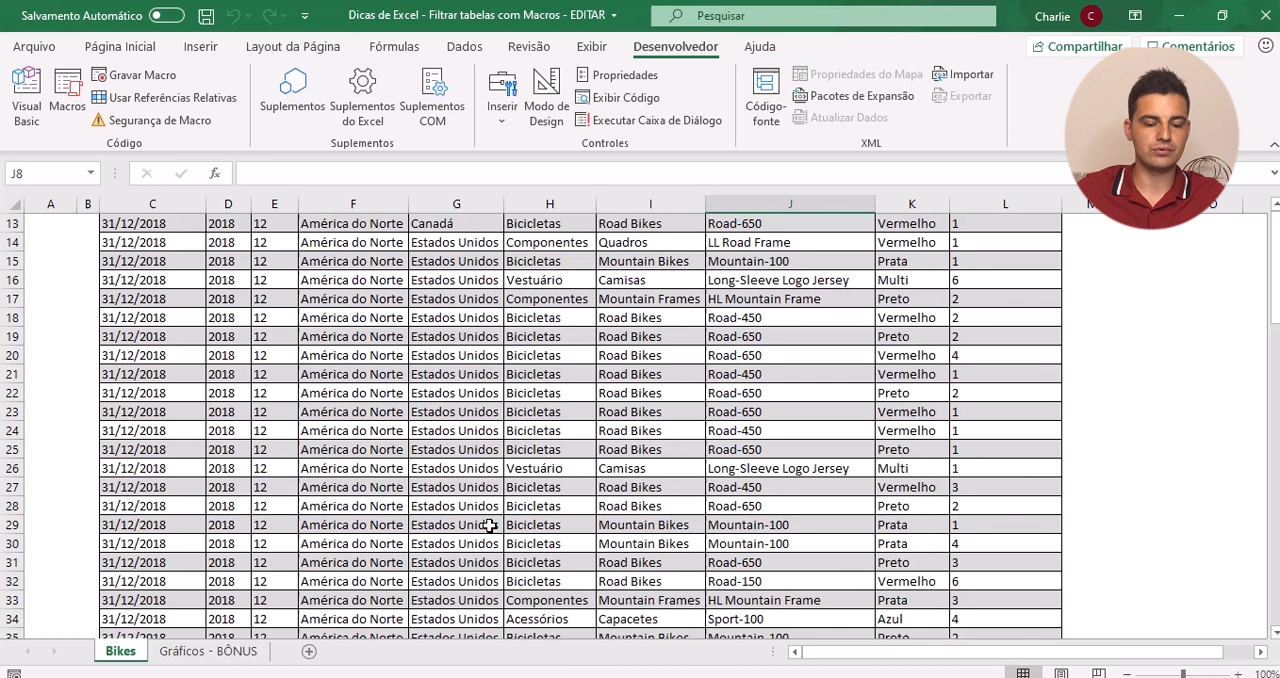 Salvamento Automático Dicas de Excel - Filtrar tabelas com Macros - EDITAR Pesquisar Charlie C
Arquivo Página Inicial Inserir Layout da Página Fórmulas Dados Revisão Exibir Desenvolvedor Ajuda Compartilhar Comentários
Visual Basic
Macros
Gravar Macro
Usar Referências Relativas
Segurança de Macro
Código
Suplementos
Suplementos do Excel
Suplementos COM
Suplementos
Inserir
Modo de Design
Propriedades
Exibir Código
Executar Caixa de Diálogo
Controles
Código-fonte
Propriedades do Mapa
Pacotes de Expansão
Atualizar Dados
Importar
Exportar
XML
J8 fx
A B C D E F G H I J K L
13 31/12/2018 2018 12 América do Norte Canadá Bicicletas Road Bikes Road-650 Vermelho 1
14 31/12/2018 2018 12 América do Norte Estados Unidos Componentes Quadros LL Road Frame Vermelho 1
15 31/12/2018 2018 12 América do Norte Estados Unidos Bicicletas Mountain Bikes Mountain-100 Prata 1
16 31/12/2018 2018 12 América do Norte Estados Unidos Vestuário Camisas Long-Sleeve Logo Jersey Multi 6
17 31/12/2018 2018 12 América do Norte Estados Unidos Componentes Mountain Frames HL Mountain Frame Preto 2
18 31/12/2018 2018 12 América do Norte Estados Unidos Bicicletas Road Bikes Road-450 Vermelho 2
19 31/12/2018 2018 12 América do Norte Estados Unidos Bicicletas Road Bikes Road-650 Preto 2
20 31/12/2018 2018 12 América do Norte Estados Unidos Bicicletas Road Bikes Road-650 Vermelho 4
21 31/12/2018 2018 12 América do Norte Estados Unidos Bicicletas Road Bikes Road-450 Vermelho 1
22 31/12/2018 2018 12 América do Norte Estados Unidos Bicicletas Road Bikes Road-650 Preto 2
23 31/12/2018 2018 12 América do Norte Estados Unidos Bicicletas Road Bikes Road-650 Vermelho 1
24 31/12/2018 2018 12 América do Norte Estados Unidos Bicicletas Road Bikes Road-650 Vermelho 1
25 31/12/2018 2018 12 América do Norte Estados Unidos Bicicletas Road Bikes Road-650 Preto 1
26 31/12/2018 2018 12 América do Norte Estados Unidos Vestuário Camisas Long-Sleeve Logo Jersey Multi 1
27 31/12/2018 2018 12 América do Norte Estados Unidos Bicicletas Road Bikes Road-450 Vermelho 3
28 31/12/2018 2018 12 América do Norte Estados Unidos Bicicletas Road Bikes Road-650 Preto 2
29 31/12/2018 2018 12 América do Norte Estados Unidos Bicicletas Mountain Bikes Mountain-100 Prata 1
30 31/12/2018 2018 12 América do Norte Estados Unidos Bicicletas Mountain Bikes Mountain-100 Prata 4
31 31/12/2018 2018 12 América do Norte Estados Unidos Bicicletas Road Bikes Road-650 Preto 3
32 31/12/2018 2018 12 América do Norte Estados Unidos Bicicletas Road Bikes Road-150 Vermelho 6
33 31/12/2018 2018 12 América do Norte Estados Unidos Componentes Mountain Frames HL Mountain Frame Prata 3
34 31/12/2018 2018 12 América do Norte Estados Unidos Acessórios Capacetes Sport-100 Azul 4
Bikes Gráficos - BÔNUS
100%